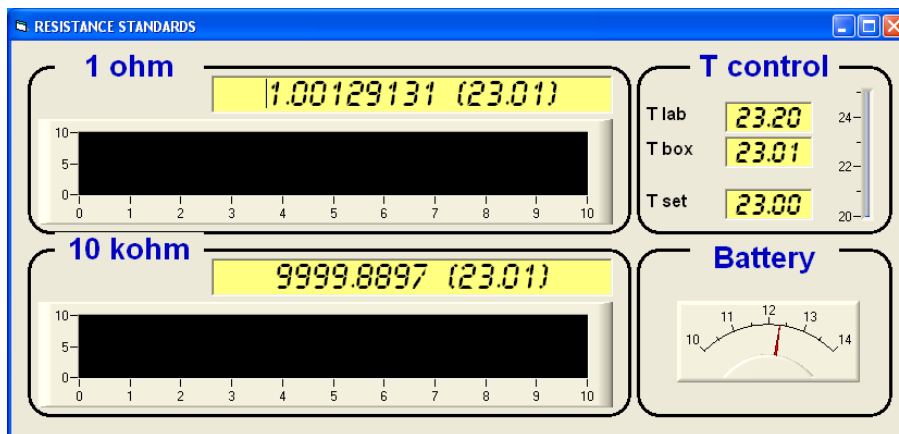 RESISTANCE STANDARDS
1 ohm
1.00129131 (23.01)
10
5
0
0 1 2 3 4 5 6 7 8 9 10
T control
T lab 23.20
T box 23.01
T set 23.00
24
22
20
10 kohm
9999.8897 (23.01)
10
5
0
0 1 2 3 4 5 6 7 8 9 10
Battery
10 11 12 13 14